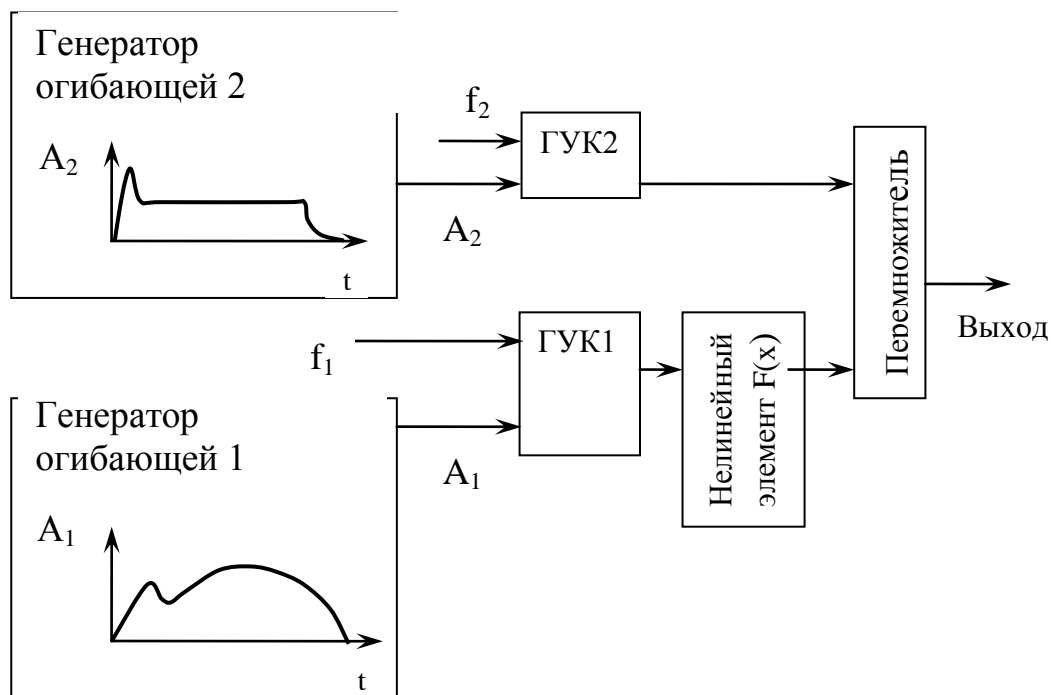 Генератор
огибающей 2
A₂
t
f₂
A₂
ГУК2
Перемножитель
Выход
f₁
ГУК1
Нелинейный
элемент F(x)
Генератор
огибающей 1
A₁
A₁
t